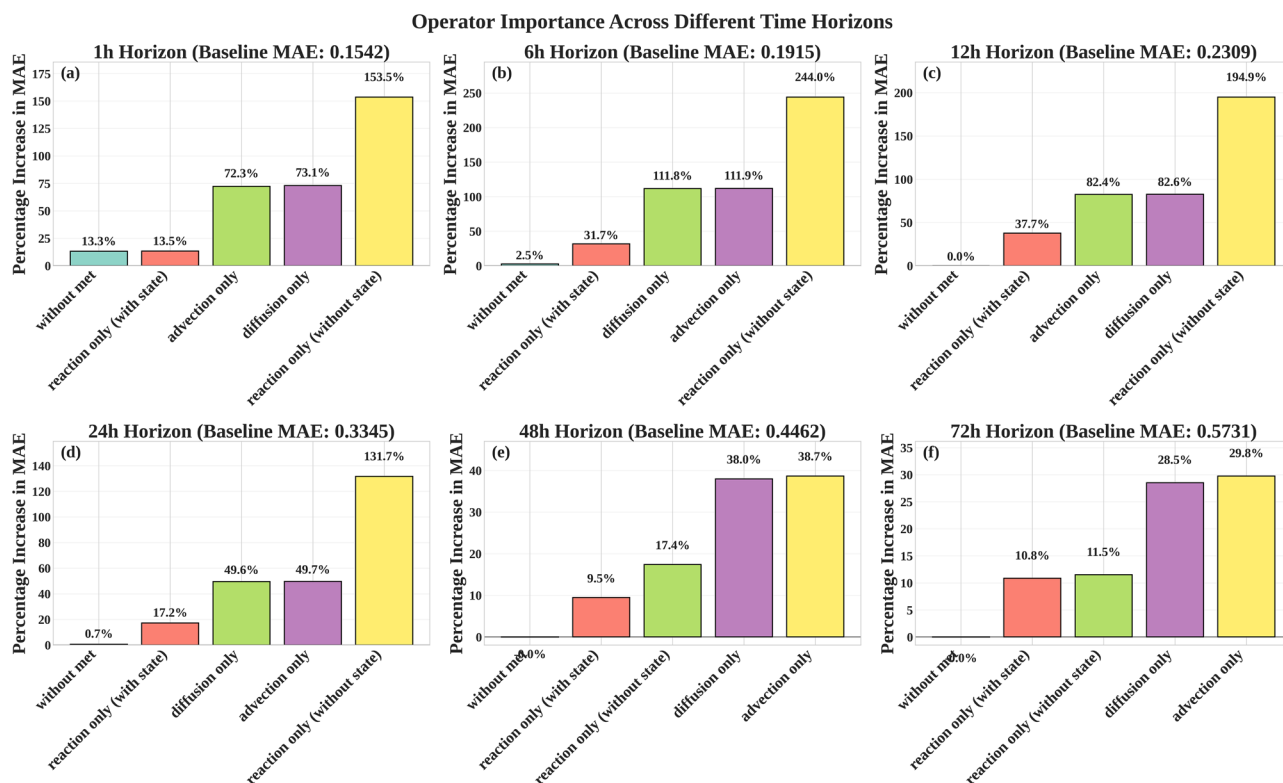 Operator Importance Across Different Time Horizons
1h Horizon (Baseline MAE: 0.1542)
(a)
Percentage Increase in MAE
175
150
125
100
75
50
25
0
13.3%
13.5%
72.3%
73.1%
153.5%
without met
reaction only (with state)
advection only
diffusion only
reaction only (without state)
6h Horizon (Baseline MAE: 0.1915)
(b)
Percentage Increase in MAE
250
200
150
100
50
0
2.5%
31.7%
111.8%
111.9%
244.0%
without met
reaction only (with state)
diffusion only
advection only
reaction only (without state)
12h Horizon (Baseline MAE: 0.2309)
(c)
Percentage Increase in MAE
200
150
100
50
0
0.0%
37.7%
82.4%
82.6%
194.9%
without met
reaction only (with state)
advection only
diffusion only
reaction only (without state)
24h Horizon (Baseline MAE: 0.3345)
(d)
Percentage Increase in MAE
140
120
100
80
60
40
20
0
0.7%
17.2%
49.6%
49.7%
131.7%
without met
reaction only (with state)
diffusion only
advection only
reaction only (without state)
48h Horizon (Baseline MAE: 0.4462)
(e)
Percentage Increase in MAE
40
30
20
10
0
9.5%
17.4%
38.0%
38.7%
without met
reaction only (with state)
reaction only (without state)
diffusion only
advection only
72h Horizon (Baseline MAE: 0.5731)
(f)
Percentage Increase in MAE
35
30
25
20
15
10
5
0
10.8%
11.5%
28.5%
29.8%
without met
reaction only (with state)
reaction only (without state)
diffusion only
advection only